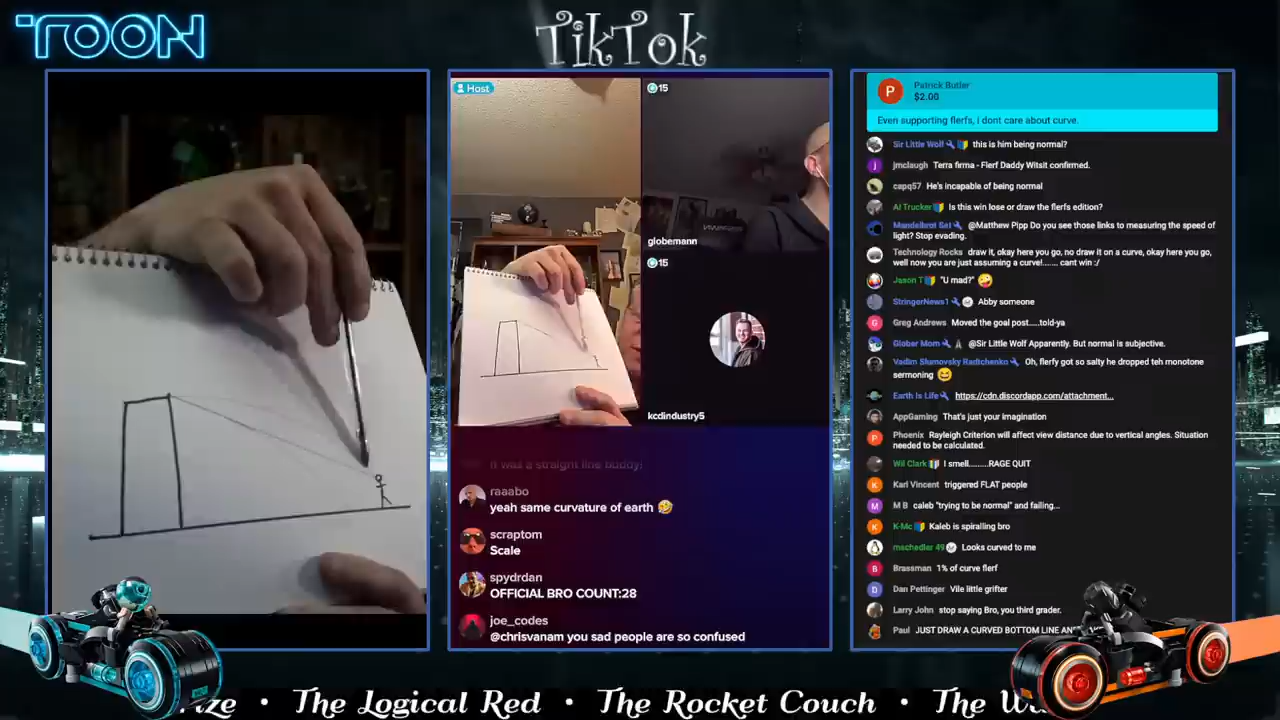 TOON
TikTok
Host
15
15
globemann
kcdindustry5
It was a straight line buddy!
raaabo
yeah same curvature of earth 🤣
scraptom
Scale
spydrdan
OFFICIAL BRO COUNT:28
joe_codes
@chrisvanam you sad people are so confused
P
Patrick Butler
$2.00
Even supporting flerfs, i dont care about curve.
Sir Little Wolf this is him being normal?
jmclaugh Terra firma - Flerf Daddy Witsit confirmed.
capq57 He's incapable of being normal
Al Trucker Is this win lose or draw the flerfs edition?
Mandelbrot Set @Matthew Pipp Do you see those links to measuring the speed of
light? Stop evading.
Technology Rocks draw it, okay here you go, no draw it on a curve, okay here you go,
well now you are just assuming a curve!....... cant win :/
Jason T "U mad?" 🤪
StringerNews1 Abby someone
Greg Andrews Moved the goal post.....told-ya
Glober Mom @Sir Little Wolf Apparently. But normal is subjective.
Vadim Slumovsky Radtchenko Oh, flerfy got so salty he dropped teh monotone
sermoning 😆
Earth Is Life https://cdn.discordapp.com/attachment...
AppGaming That's just your imagination
Phoenix Rayleigh Criterion will affect view distance due to vertical angles. Situation
needed to be calculated.
Wil Clark I smell.........RAGE QUIT
Karl Vincent triggered FLAT people
M B caleb "trying to be normal" and failing...
K-Mc Kaleb is spiralling bro
mschedler 49 Looks curved to me
Brassman 1% of curve flerf
Dan Pettinger Vile little grifter
Larry John stop saying Bro, you third grader.
Paul JUST DRAW A CURVED BOTTOM LINE
The Logical Red • The Rocket Couch •